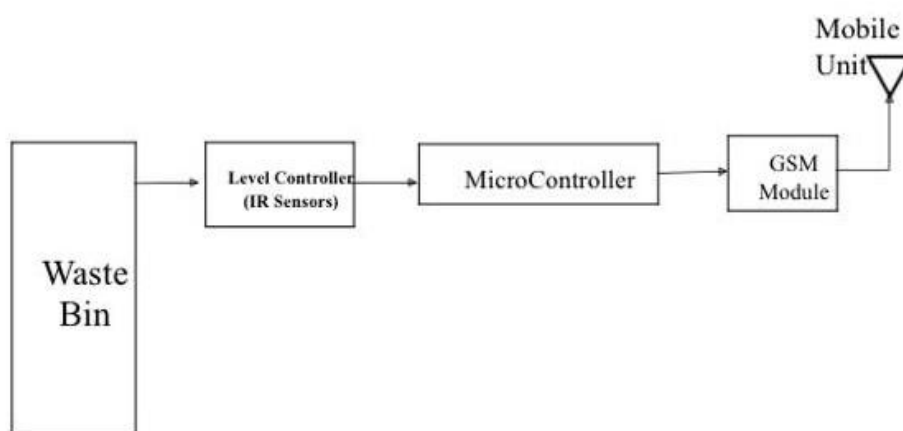 Mobile
Unit
Waste
Bin
Level Controller
(IR Sensors)
MicroController
GSM
Module